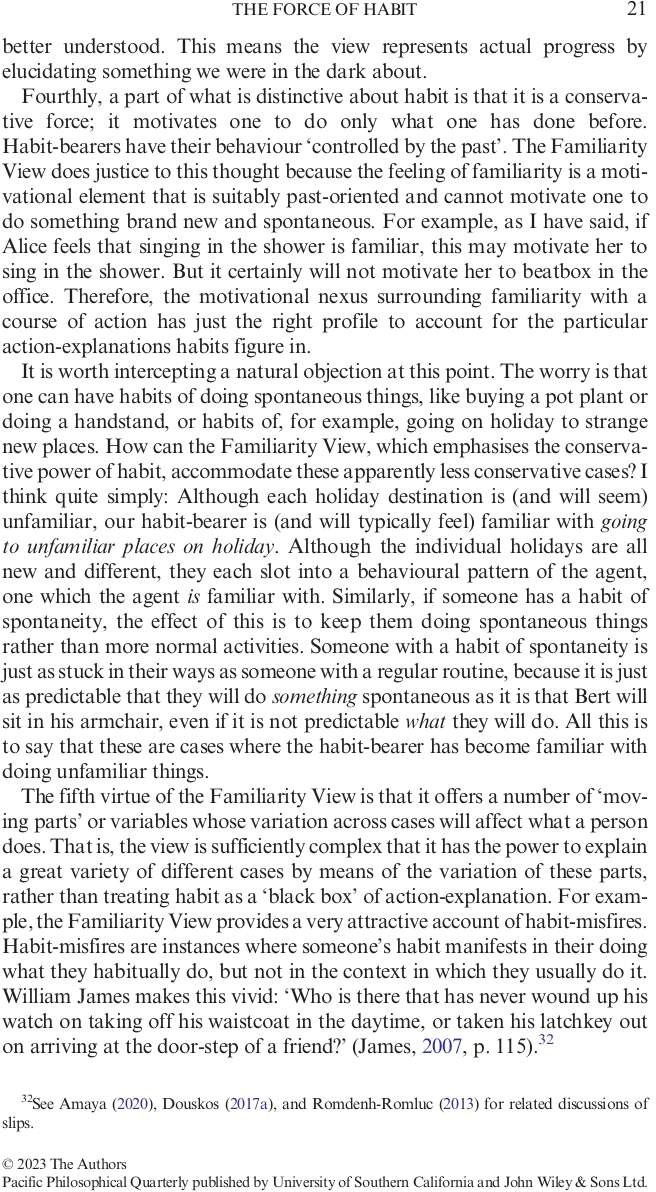 THE FORCE OF HABIT 21
better understood. This means the view represents actual progress by
elucidating something we were in the dark about.
Fourthly, a part of what is distinctive about habit is that it is a conserva-
tive force; it motivates one to do only what one has done before.
Habit-bearers have their behaviour ‘controlled by the past’. The Familiarity
View does justice to this thought because the feeling of familiarity is a moti-
vational element that is suitably past-oriented and cannot motivate one to
do something brand new and spontaneous. For example, as I have said, if
Alice feels that singing in the shower is familiar, this may motivate her to
sing in the shower. But it certainly will not motivate her to beatbox in the
office. Therefore, the motivational nexus surrounding familiarity with a
course of action has just the right profile to account for the particular
action-explanations habits figure in.
It is worth intercepting a natural objection at this point. The worry is that
one can have habits of doing spontaneous things, like buying a pot plant or
doing a handstand, or habits of, for example, going on holiday to strange
new places. How can the Familiarity View, which emphasises the conserva-
tive power of habit, accommodate these apparently less conservative cases? I
think quite simply: Although each holiday destination is (and will seem)
unfamiliar, our habit-bearer is (and will typically feel) familiar with going
to unfamiliar places on holiday. Although the individual holidays are all
new and different, they each slot into a behavioural pattern of the agent,
one which the agent is familiar with. Similarly, if someone has a habit of
spontaneity, the effect of this is to keep them doing spontaneous things
rather than more normal activities. Someone with a habit of spontaneity is
just as stuck in their ways as someone with a regular routine, because it is just
as predictable that they will do something spontaneous as it is that Bert will
sit in his armchair, even if it is not predictable what they will do. All this is
to say that these are cases where the habit-bearer has become familiar with
doing unfamiliar things.
The fifth virtue of the Familiarity View is that it offers a number of ‘mov-
ing parts’ or variables whose variation across cases will affect what a person
does. That is, the view is sufficiently complex that it has the power to explain
a great variety of different cases by means of the variation of these parts,
rather than treating habit as a ‘black box’ of action-explanation. For exam-
ple, the Familiarity View provides a very attractive account of habit-misfires.
Habit-misfires are instances where someone’s habit manifests in their doing
what they habitually do, but not in the context in which they usually do it.
William James makes this vivid: ‘Who is there that has never wound up his
watch on taking off his waistcoat in the daytime, or taken his latchkey out
on arriving at the door-step of a friend?’ (James, 2007, p. 115).32
32See Amaya (2020), Douskos (2017a), and Romdenh-Romluc (2013) for related discussions of
slips.
© 2023 The Authors
Pacific Philosophical Quarterly published by University of Southern California and John Wiley & Sons Ltd.